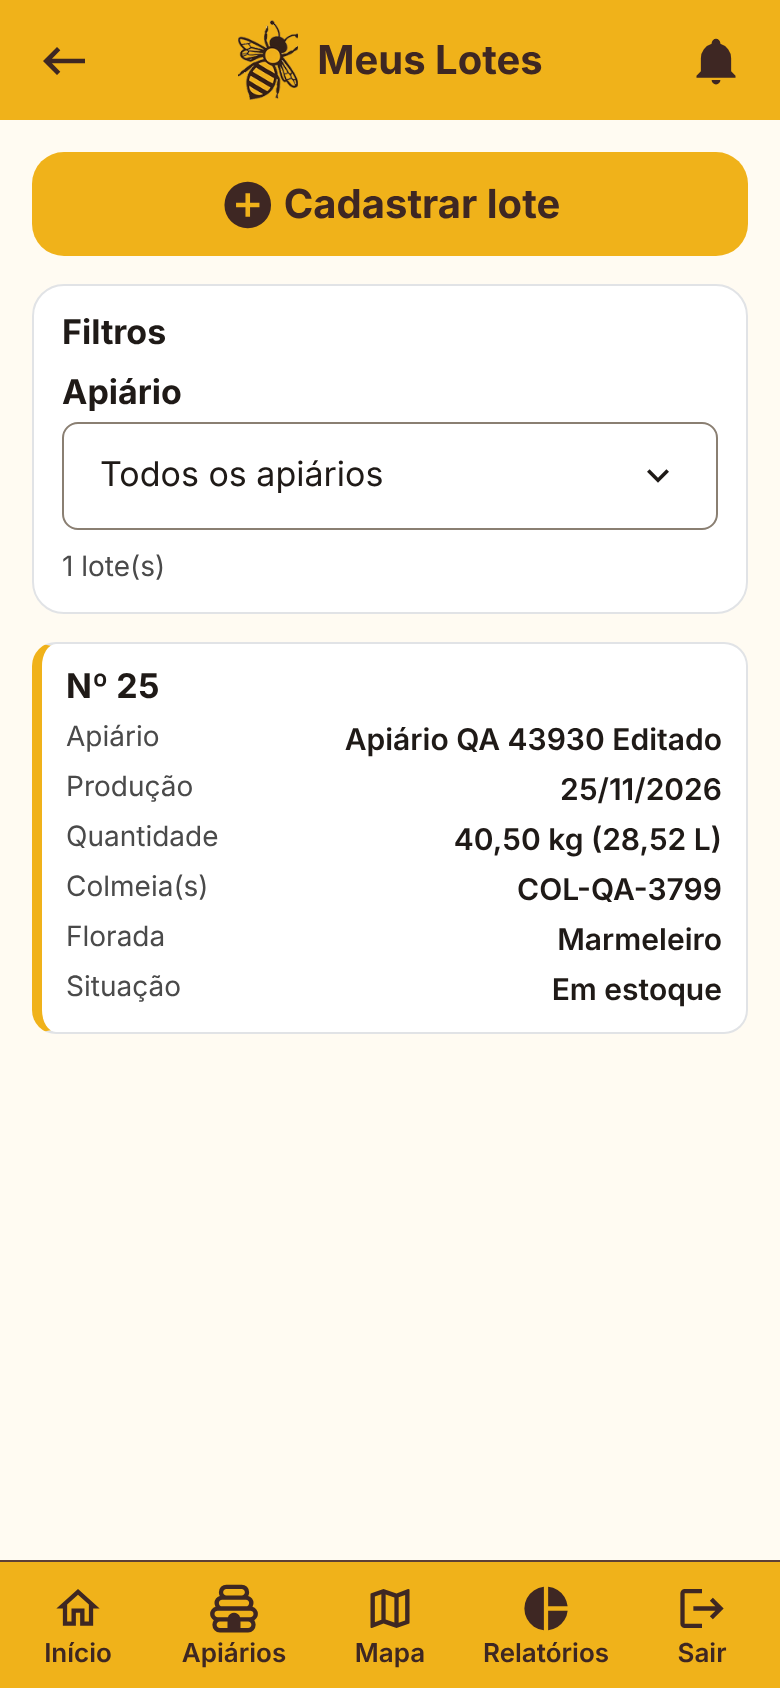 Meus Lotes
Cadastrar lote
Filtros
Apiário
Todos os apiários
1 lote(s)
Nº 25
Apiário Apiário QA 43930 Editado
Produção 25/11/2026
Quantidade 40,50 kg (28,52 L)
Colmeia(s) COL-QA-3799
Florada Marmeleiro
Situação Em estoque
Início Apiários Mapa Relatórios Sair